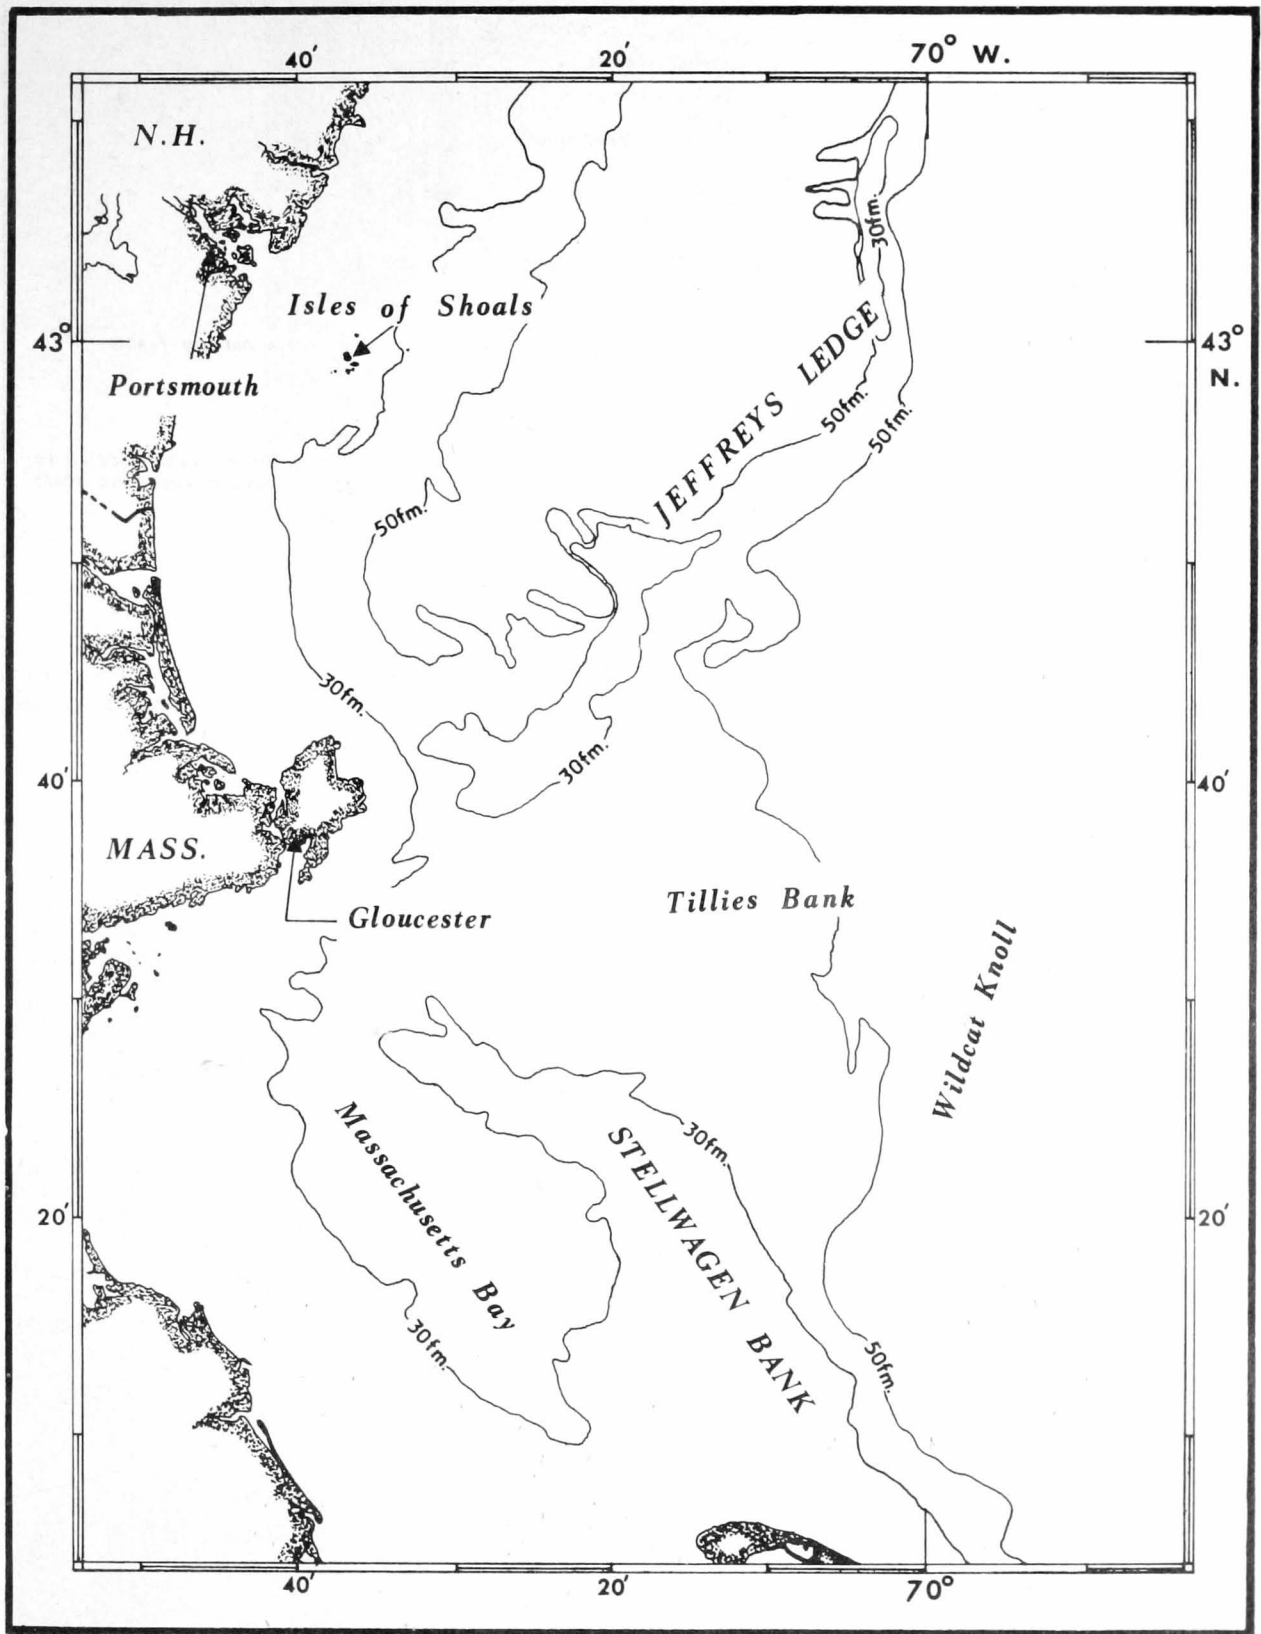 40′ 20′ 70° W.
N.H.
30fm.
Isles of Shoals
43°
43°
N.
Portsmouth
JEFFREYS LEDGE
50fm.
50fm.
50fm.
30fm.
30fm.
40′
40′
MASS.
Tillies Bank
Gloucester
Wildcat Knoll
Massachusetts Bay
30fm.
STELLWAGEN BANK
20′
20′
30fm.
50fm.
40′ 20′ 70°